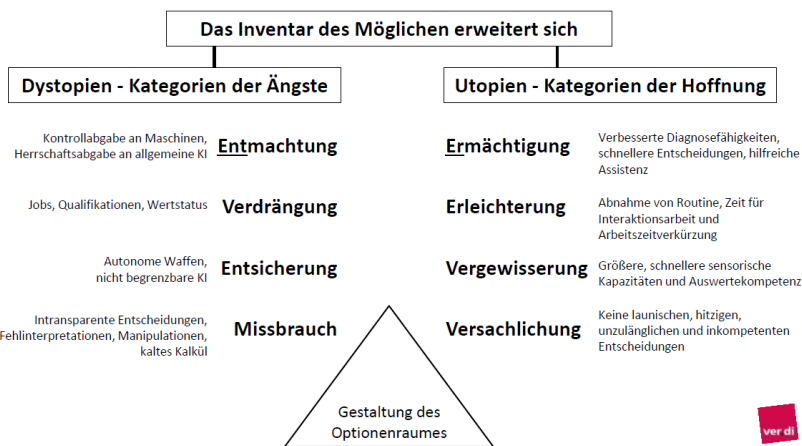 Das Inventar des Möglichen erweitert sich
Dystopien - Kategorien der Ängste
Kontrollabgabe an Maschinen,
Herrschaftsabgabe an allgemeine KI
Entmachtung
Jobs, Qualifikationen, Wertstatus
Verdrängung
Autonome Waffen,
nicht begrenzbare KI
Entsicherung
Intransparente Entscheidungen,
Fehlinterpretationen, Manipulationen,
kaltes Kalkül
Missbrauch
Utopien - Kategorien der Hoffnung
Ermächtigung
Verbesserte Diagnosefähigkeiten,
schnellere Entscheidungen, hilfreiche
Assistenz
Erleichterung
Abnahme von Routine, Zeit für
Interaktionsarbeit und
Arbeitszeitverkürzung
Vergewisserung
Größere, schnellere sensorische
Kapazitäten und Auswertekompetenz
Versachlichung
Keine launischen, hitzigen,
unzulänglichen und inkompetenten
Entscheidungen
Gestaltung des
Optionenraumes
ver di